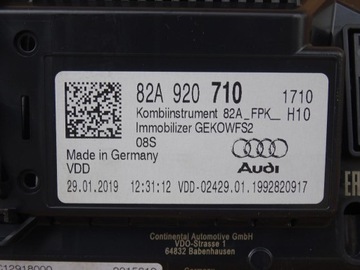 82A 920 710 1710
Kombiinstrument 82A_FPK_ H10
Immobilizer GEKOWFS2
08S
Made in Germany
VDD
Audi
29.01.2019 12:31:12 VDD-02429.01.1992820917
Continental Automotive GmbH
VDO-Strasse 1
64832 Babenhausen